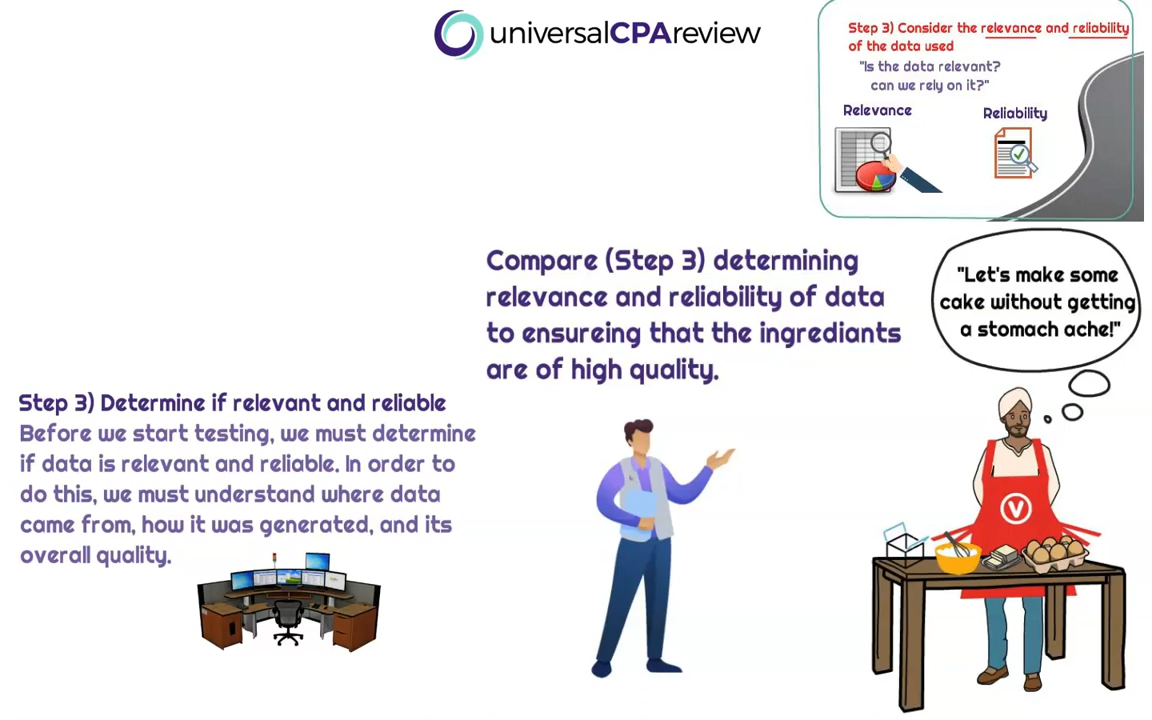 universalCPAreview
Step 3) Consider the relevance and reliability
of the data used
"Is the data relevant?
can we rely on it?"
Relevance
Reliability
Compare (Step 3) determining
relevance and reliability of data
to ensureing that the ingrediants
are of high quality.
"Let's make some
cake without getting
a stomach ache!"
Step 3) Determine if relevant and reliable
Before we start testing, we must determine
if data is relevant and reliable. In order to
do this, we must understand where data
came from, how it was generated, and its
overall quality.
V